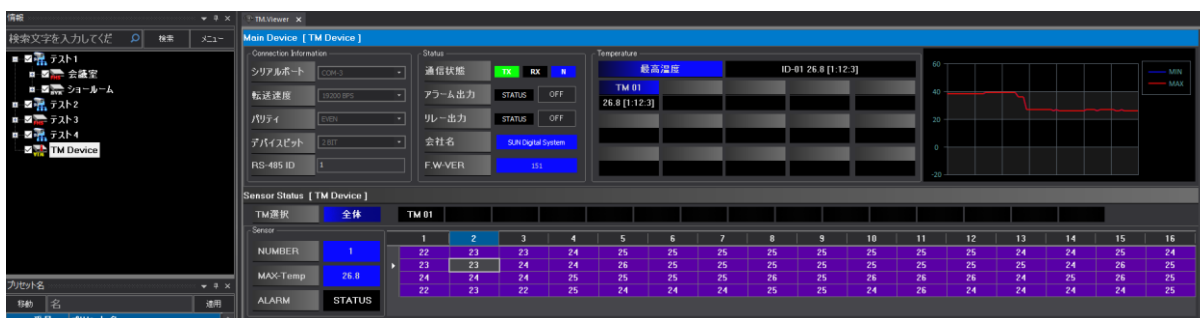 情報
検索文字を入力してくだ 検索 メニュー
テスト1
会議室
ショールーム
テスト2
テスト3
テスト4
TM Device
プリセット名
移動 名 適用
TM.Viewer ×
Main Device [ TM Device ]
Connection Information
シリアルポート COM-3
転送速度 19200 BPS
パリティ EVEN
デバイスビット 2 BIT
RS-485 ID 1
Status
通信状態 TX RX N
アラーム出力 STATUS OFF
リレー出力 STATUS OFF
会社名 SUN Digital System
F.W-VER 151
Temperature
最高温度 ID-01 26.8 [1:12:3]
TM 01
26.8 [1:12:3]
60
40
20
0
-20
MIN
MAX
Sensor Status [ TM Device ]
TM選択 全体 TM 01
Sensor
NUMBER 1
MAX-Temp 26.8
ALARM STATUS
1 2 3 4 5 6 7 8 9 10 11 12 13 14 15 16
22 23 23 24 25 25 25 25 25 25 25 25 24 24 25 24
23 23 24 24 26 25 25 25 25 25 25 25 25 24 26 25
24 24 24 25 25 25 26 25 26 25 26 26 24 25 26 25
22 23 22 25 24 24 25 25 24 26 25 24 24 24 24 25